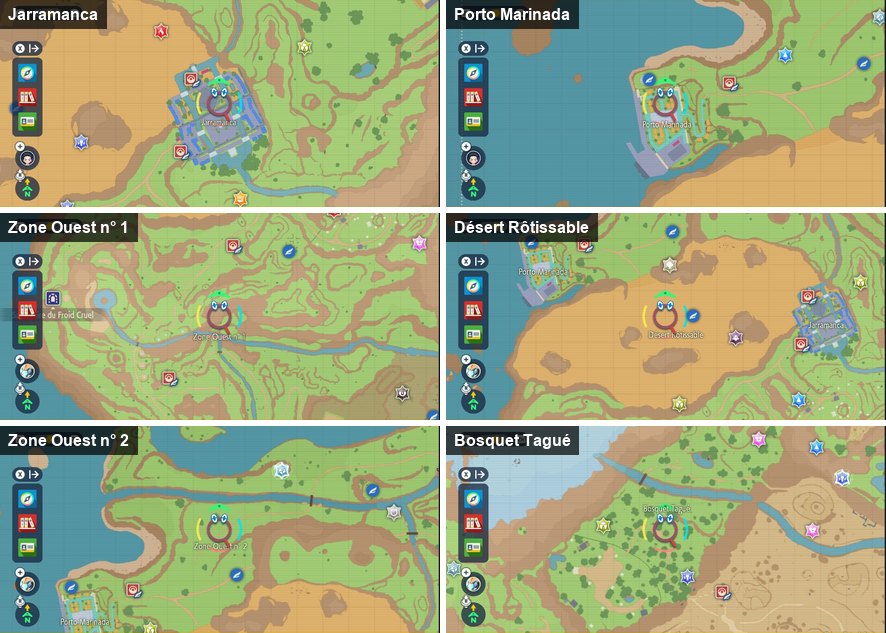 Jarramanca
Porto Marinada
X
X
Jarramanca
Porto Marinada
N
N
Zone Ouest n° 1
Désert Rôtissable
X
X
Porto Marinada
e du Froid Cruel
Jarramanca
Zone Ouest n° 1
Désert Rôtissable
N
N
Zone Ouest n° 2
Bosquet Tagué
X
X
Bosquet Tagué
Zone Ouest n° 2
N
N
Porto Marinada